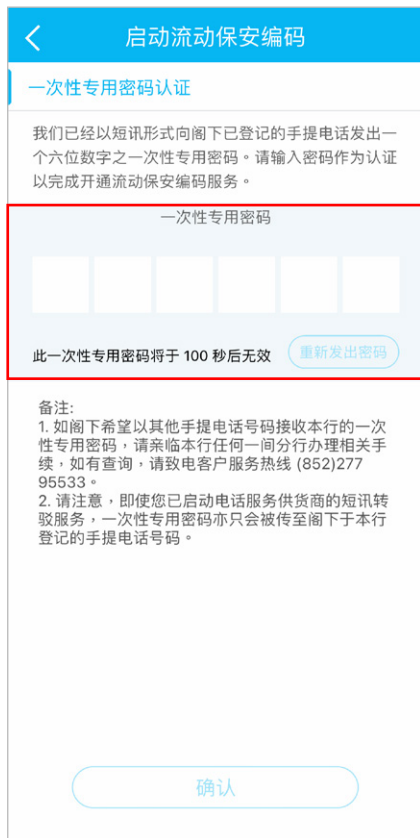 启动流动保安编码
一次性专用密码认证
我们已经以短讯形式向阁下已登记的手提电话发出一
个六位数字之一次性专用密码。请输入密码作为认证
以完成开通流动保安编码服务。
一次性专用密码
此一次性专用密码将于 100 秒后无效
重新发出密码
备注:
1. 如阁下希望以其他手提电话号码接收本行的一次
性专用密码，请亲临本行任何一间分行办理相关手
续，如有查询，请致电客户服务热线 (852)277
95533。
2. 请注意，即使您已启动电话服务供货商的短讯转
驳服务，一次性专用密码亦只会被传至阁下于本行
登记的手提电话号码。
确认